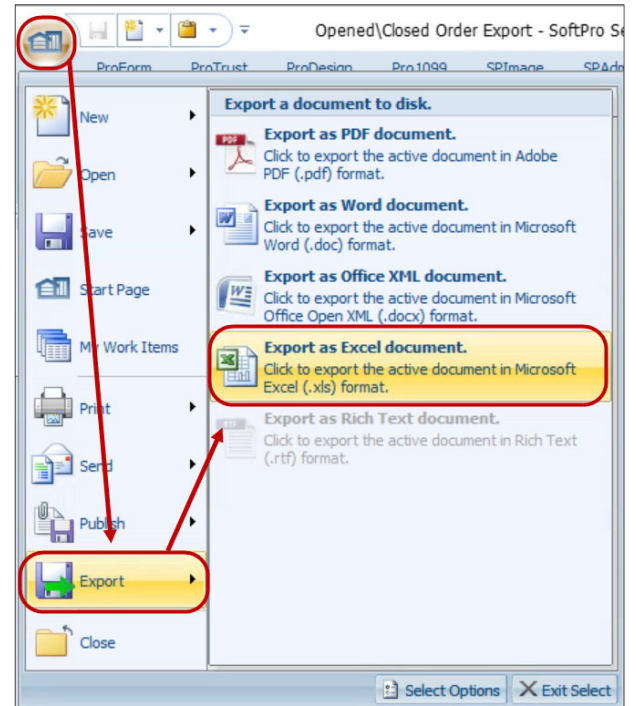 Opened\Closed Order Export - SoftPro Se
ProForm ProTrust ProDesign Pro1099 SPImage SPAdm
New
Open
Save
Start Page
My Work Items
Print
Send
Publish
Export
Close
Export a document to disk.
PDF
Export as PDF document.
Click to export the active document in Adobe
PDF (.pdf) format.
Export as Word document.
Click to export the active document in Microsoft
Word (.doc) format.
Export as Office XML document.
Click to export the active document in Microsoft
Office Open XML (.docx) format.
Export as Excel document.
Click to export the active document in Microsoft
Excel (.xls) format.
RTF
Export as Rich Text document.
Click to export the active document in Rich Text
(.rtf) format.
Select Options Exit Select